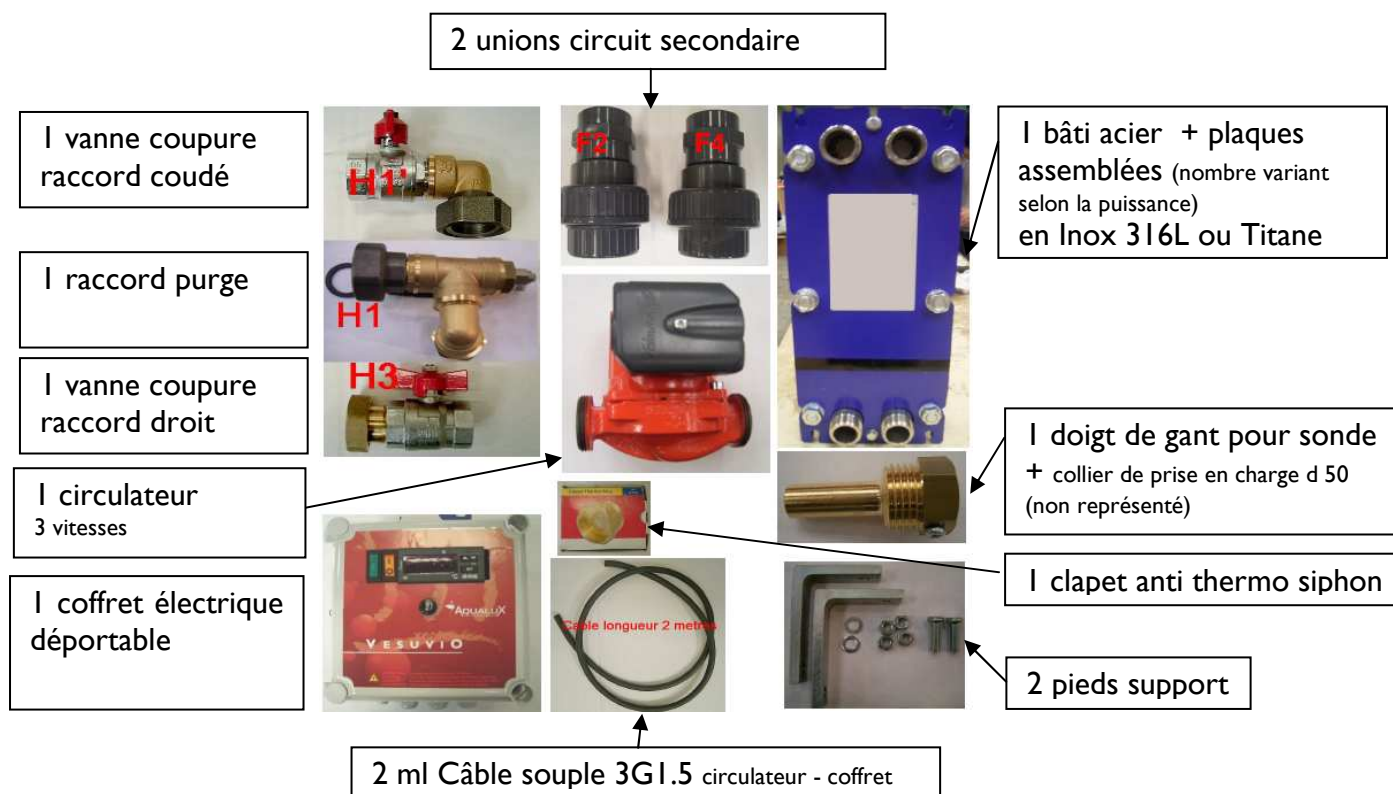 2 unions circuit secondaire
1 vanne coupure
raccord coudé
1 raccord purge
1 vanne coupure
raccord droit
1 circulateur
3 vitesses
1 coffret électrique
déportable
H1'
H1
H3
F2
F4
1 bâti acier + plaques
assemblées (nombre variant
selon la puissance)
en Inox 316L ou Titane
1 doigt de gant pour sonde
+ collier de prise en charge d 50
(non représenté)
1 clapet anti thermo siphon
2 pieds support
AQUALUX
VESUVIO
Cable longueur 2 metres
2 ml Câble souple 3G1.5 circulateur - coffret